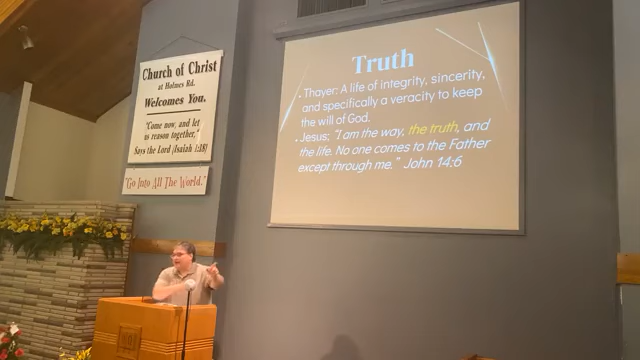 Church of Christ
at Holmes Rd.
Welcomes You.
"Come now, and let
us reason together,"
Says the Lord (Isaiah 1:18)
"Go Into All The World."
Truth
• Thayer: A life of integrity, sincerity,
and specifically a veracity to keep
the will of God.
• Jesus; "I am the way, the truth, and
the life. No one comes to the Father
except through me." John 14:6